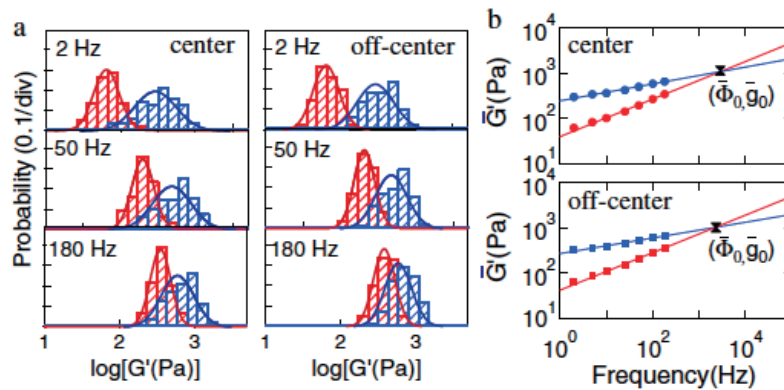 a
2 Hz center
50 Hz
180 Hz
Probability (0.1/div)
1 2 3
log[G'(Pa)]
2 Hz off-center
50 Hz
180 Hz
1 2 3
log[G'(Pa)]
b
center
10⁴
10³
10²
10¹
G̅'(Pa)
(Φ̅₀,g̅₀)
off-center
10⁴
10³
10²
10¹
G̅'(Pa)
(Φ̅₀,g̅₀)
10⁰ 10² 10⁴
Frequency(Hz)